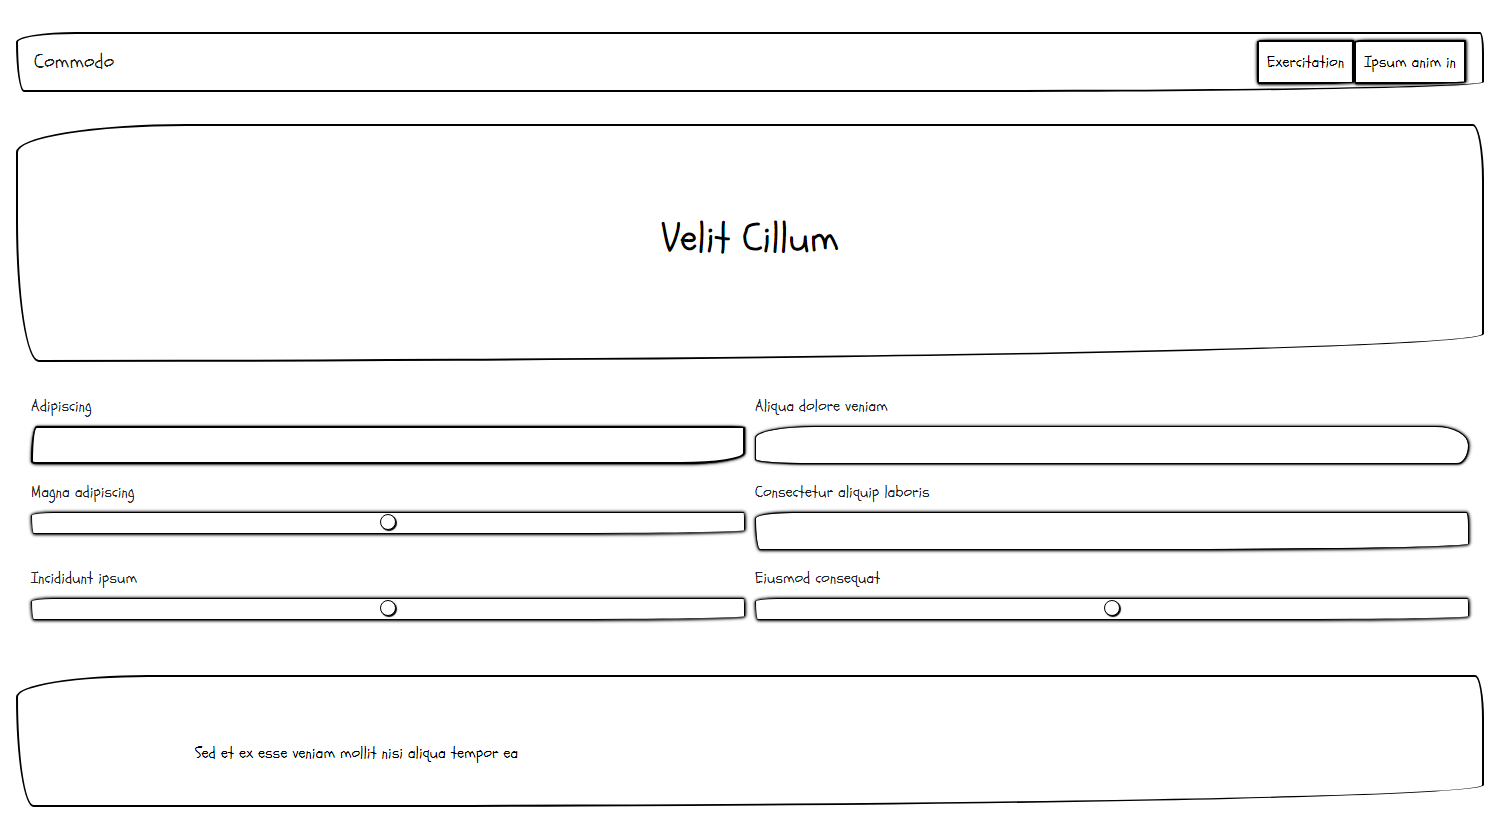 Commodo
Exercitation
Ipsum anim in
Velit Cillum
Adipiscing
Aliqua dolore veniam
Magna adipiscing
Consectetur aliquip laboris
Incididunt ipsum
Eiusmod consequat
Sed et ex esse veniam mollit nisi aliqua tempor ea